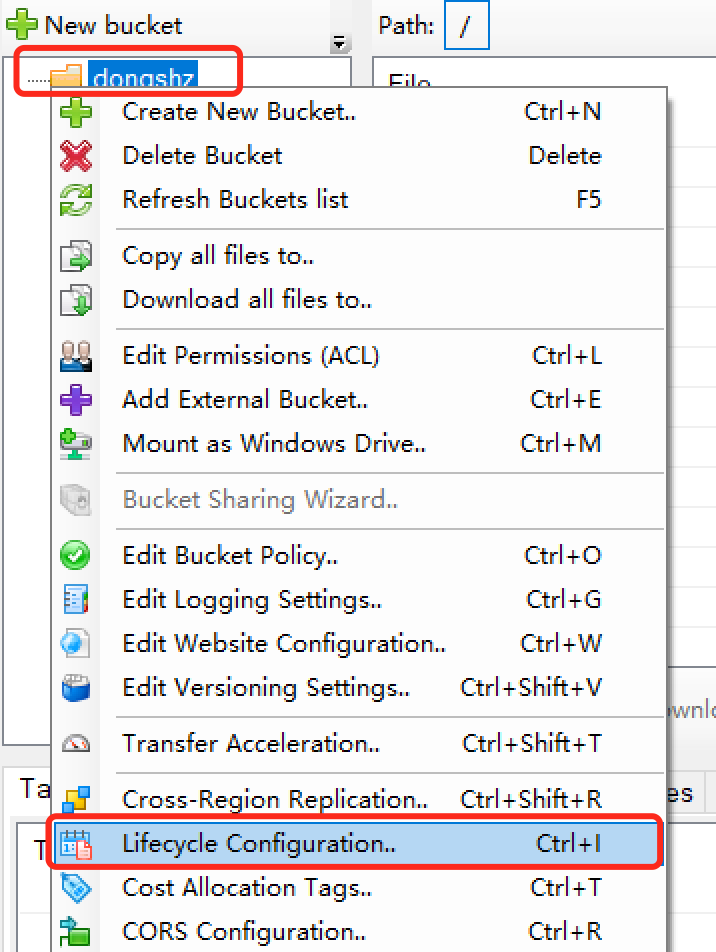 New bucket
Path: /
dongshz
File
Create New Bucket.. Ctrl+N
Delete Bucket Delete
Refresh Buckets list F5
Copy all files to..
Download all files to..
Edit Permissions (ACL) Ctrl+L
Add External Bucket.. Ctrl+E
Mount as Windows Drive.. Ctrl+M
Bucket Sharing Wizard..
Edit Bucket Policy.. Ctrl+O
Edit Logging Settings.. Ctrl+G
Edit Website Configuration.. Ctrl+W
Edit Versioning Settings.. Ctrl+Shift+V
Transfer Acceleration.. Ctrl+Shift+T
Cross-Region Replication.. Ctrl+Shift+R
Lifecycle Configuration.. Ctrl+I
Cost Allocation Tags.. Ctrl+T
CORS Configuration.. Ctrl+R